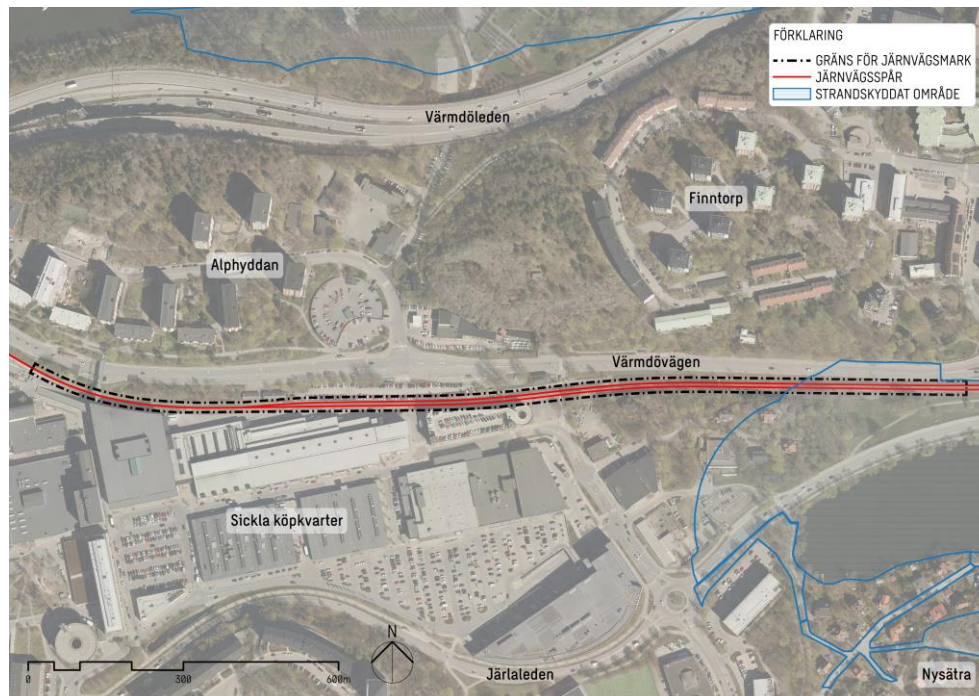 FÖRKLARING
GRÄNS FÖR JÄRNVÄGSMARK
JÄRNVÄGSSPÅR
STRANDSKYDDAT OMRÅDE
Värmdöleden
Finntorp
Alphyddan
Värmdövägen
Sickla köpkvarter
N
0 300 600m
Järlaleden
Nysätra